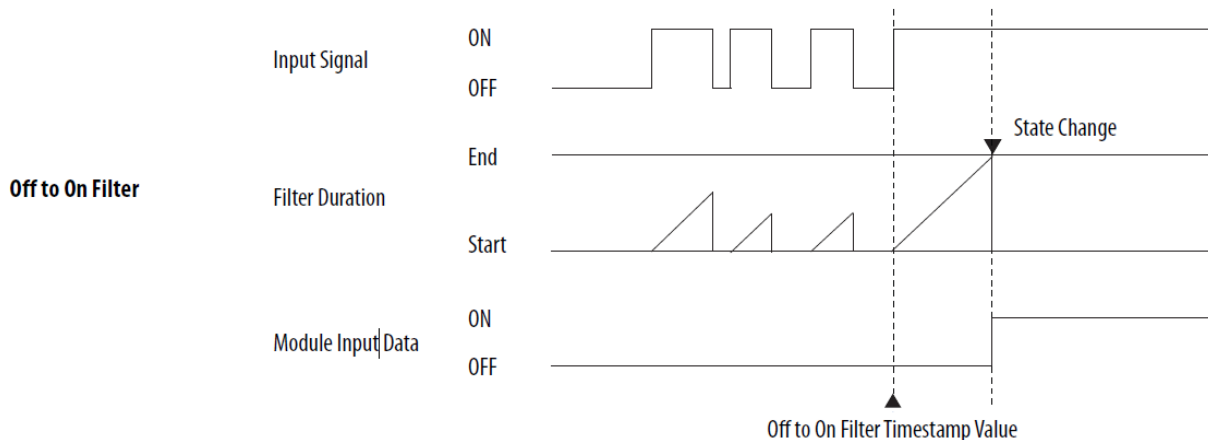 ON
Input Signal
OFF
State Change
End
Off to On Filter
Filter Duration
Start
ON
Module Input Data
OFF
Off to On Filter Timestamp Value